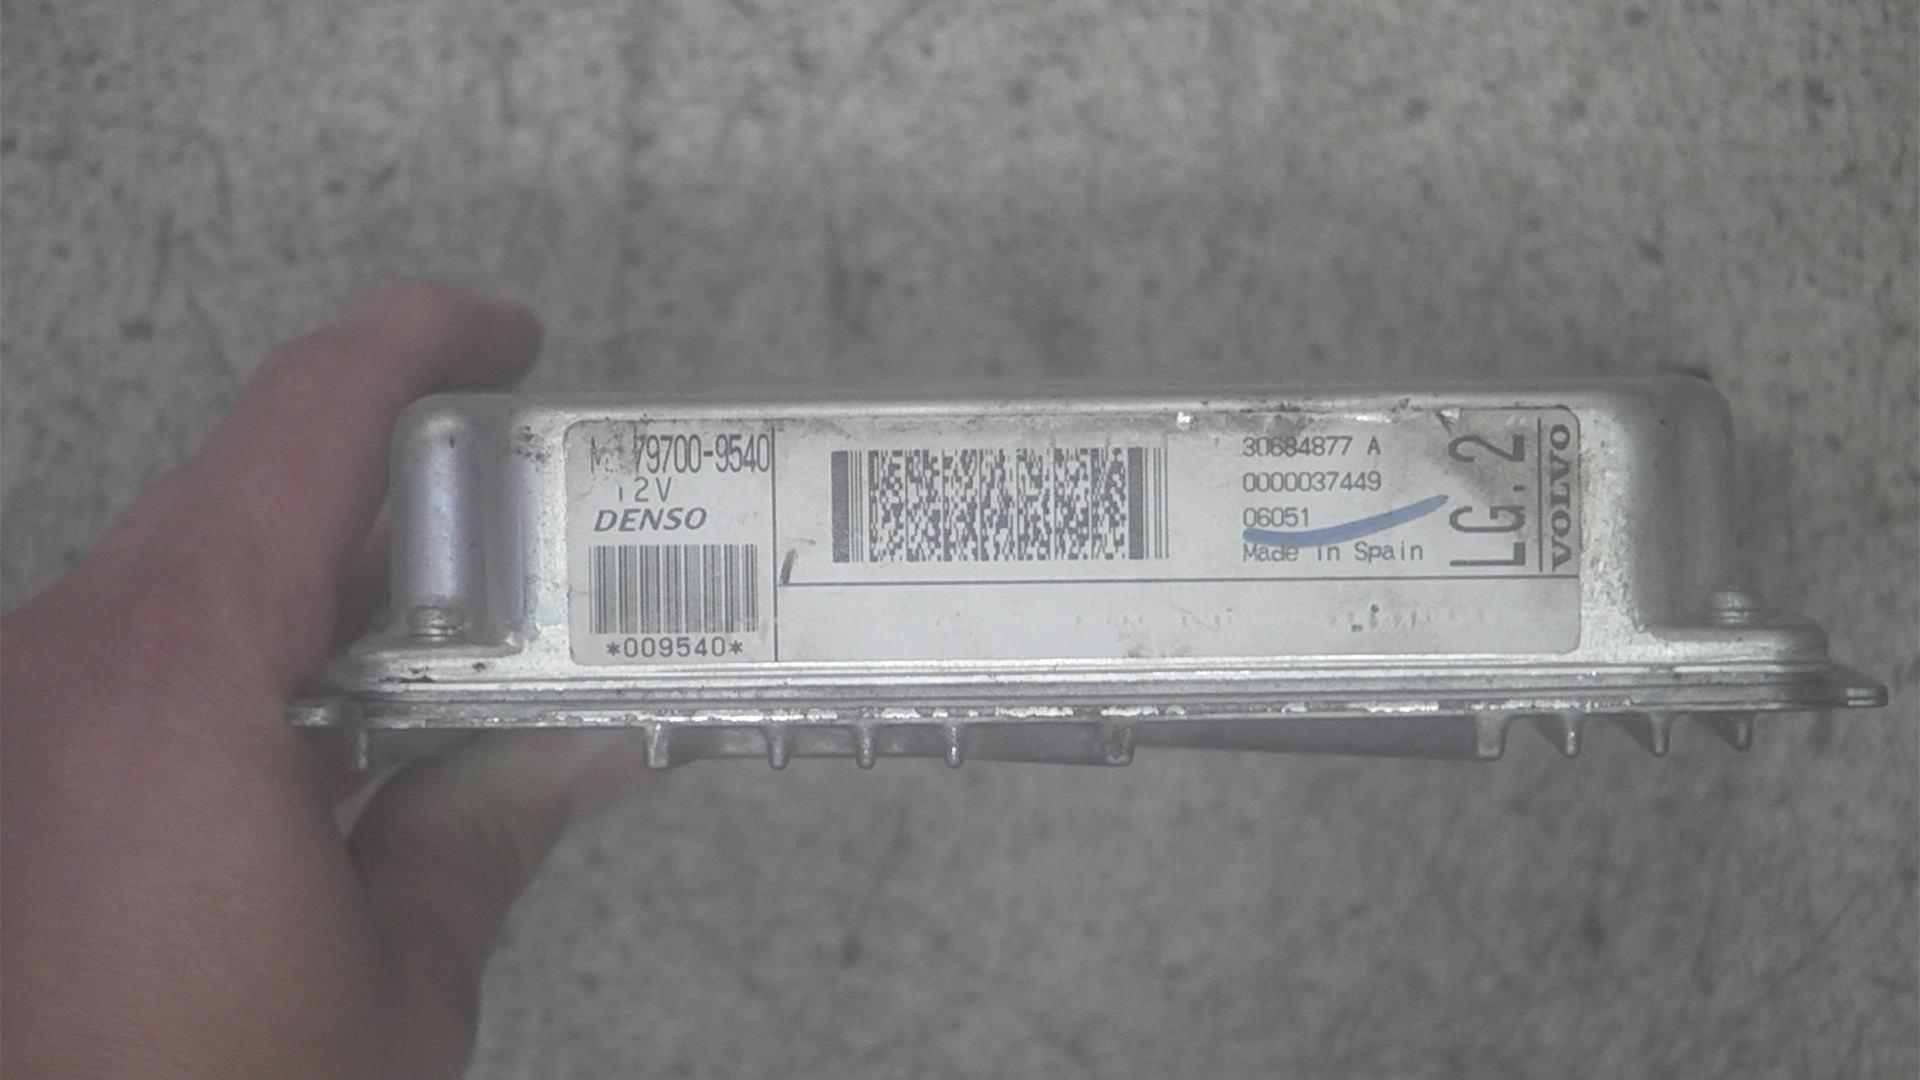 79700-9540
12V
DENSO
*009540*
30684877 A
0000037449
06051
Made in Spain
LG.2
VOLVO